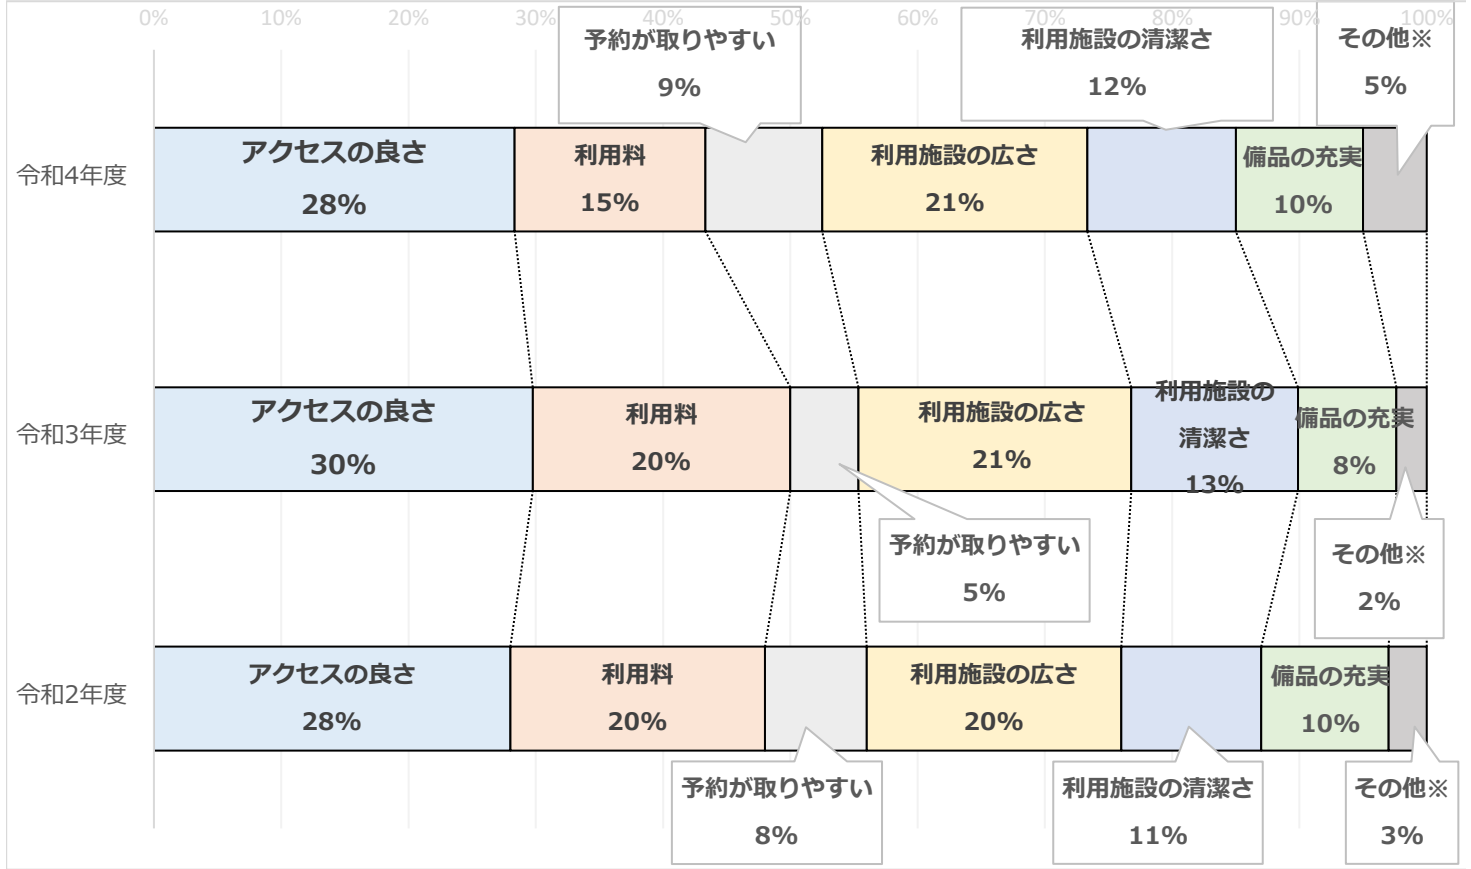 0% 10% 20% 30% 40% 50% 60% 70% 80% 90% 100%
予約が取りやすい
9%
利用施設の清潔さ
12%
その他※
5%
令和4年度
アクセスの良さ
28%
利用料
15%
利用施設の広さ
21%
備品の充実
10%
令和3年度
アクセスの良さ
30%
利用料
20%
利用施設の広さ
21%
利用施設の
清潔さ
13%
備品の充実
8%
予約が取りやすい
5%
その他※
2%
令和2年度
アクセスの良さ
28%
利用料
20%
利用施設の広さ
20%
備品の充実
10%
予約が取りやすい
8%
利用施設の清潔さ
11%
その他※
3%